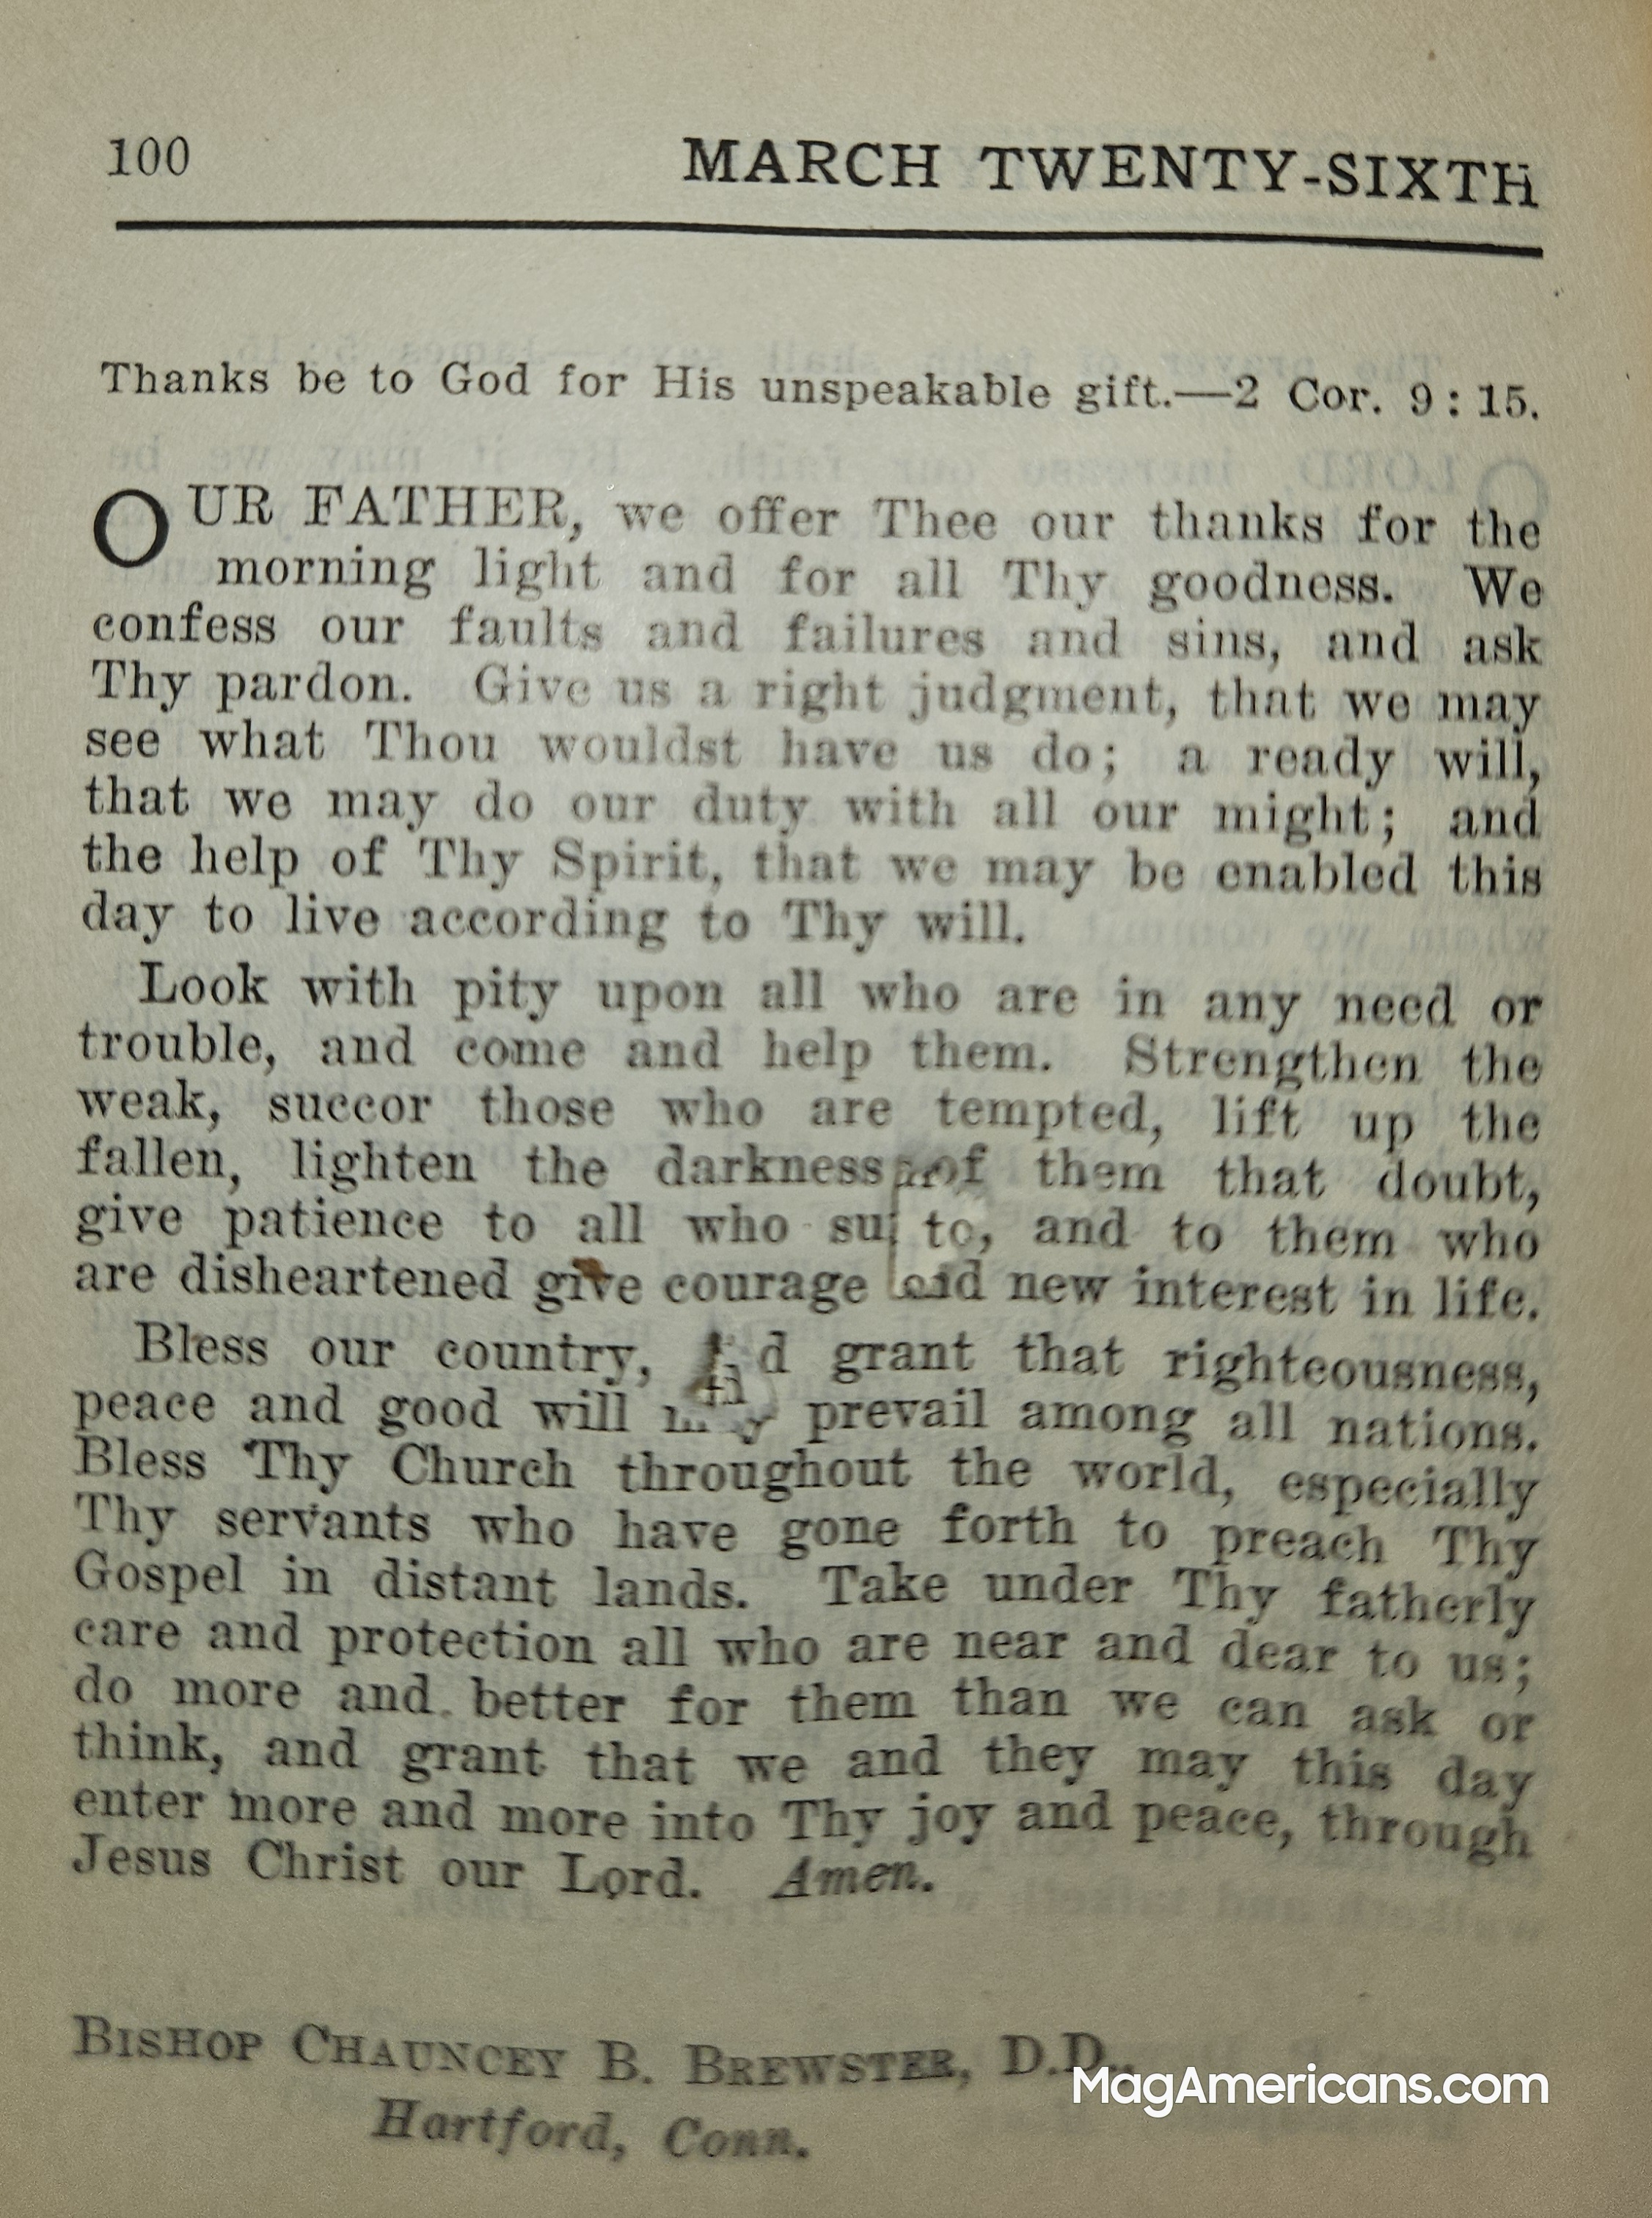 100 MARCH TWENTY-SIXTH
Thanks be to God for His unspeakable gift.—2 Cor. 9:15.
OUR FATHER, we offer Thee our thanks for the
morning light and for all Thy goodness. We
confess our faults and failures and sins, and ask
Thy pardon. Give us a right judgment, that we may
see what Thou wouldst have us do; a ready will,
that we may do our duty with all our might; and
the help of Thy Spirit, that we may be enabled this
day to live according to Thy will.
Look with pity upon all who are in any need or
trouble, and come and help them. Strengthen the
weak, succor those who are tempted, lift up the
fallen, lighten the darkness of them that doubt,
give patience to all who and to them who
are disheartened give courage new interest in life.
Bless our country, grant that righteousness,
peace and good will prevail among all nations.
Bless Thy Church throughout the world, especially
Thy servants who have gone forth to preach Thy
Gospel in distant lands. Take under Thy fatherly
care and protection all who are near and dear to us;
do more and better for them than we can ask or
think, and grant that we and they may this day
enter more and more into Thy joy and peace, through
Jesus Christ our Lord. Amen.
BISHOP CHAUNCEY B. BREWSTER, D.D.,
Hartford, Conn.
MagAmericans.com